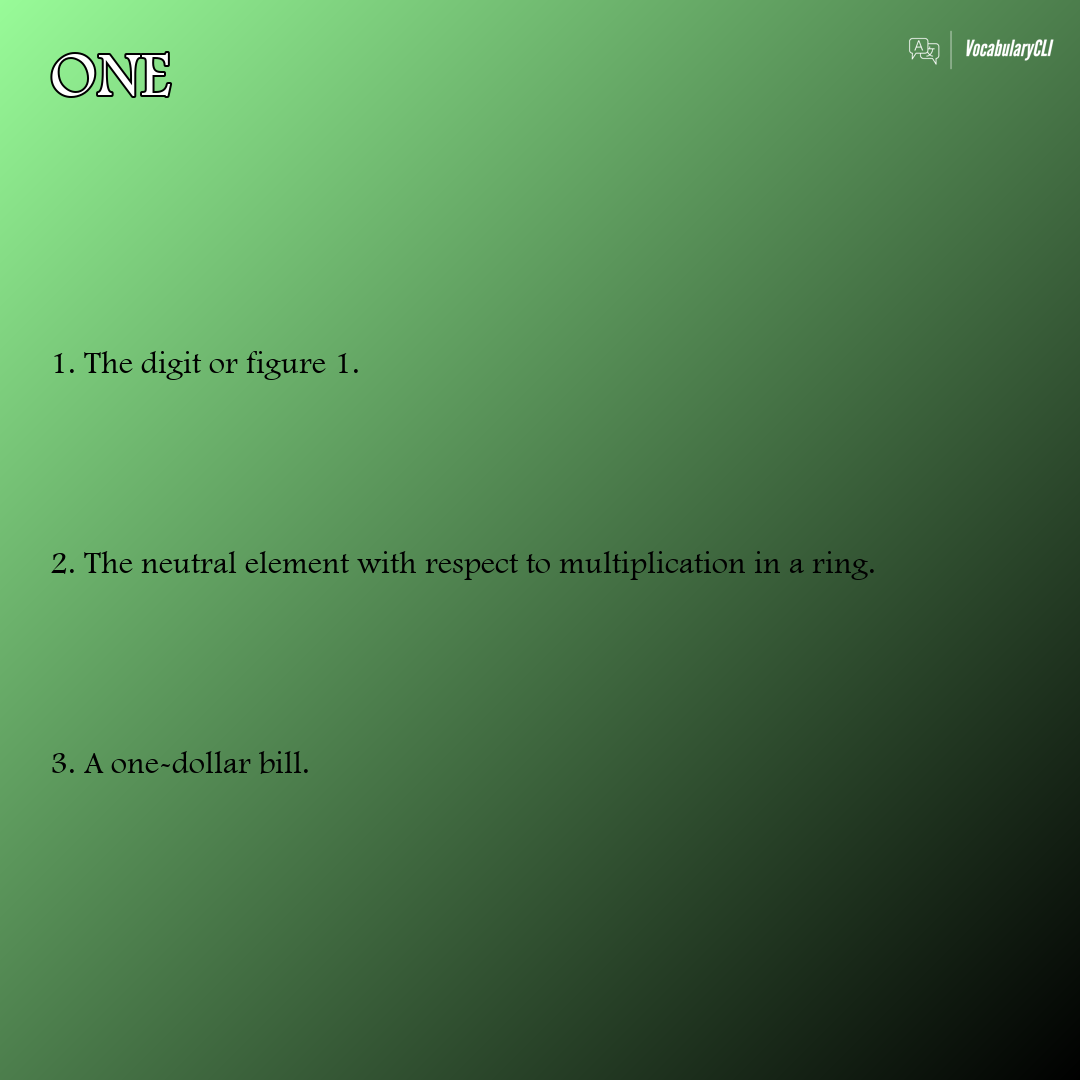 ONE
VocabularyCLI
1. The digit or figure 1.
2. The neutral element with respect to multiplication in a ring.
3. A one-dollar bill.